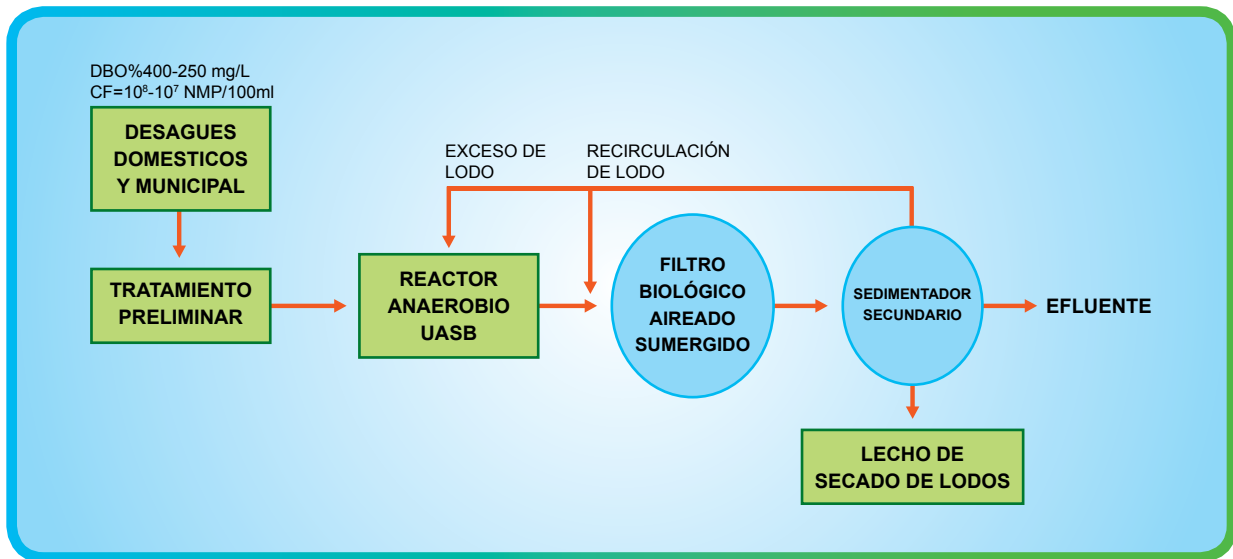 DBO%400-250 mg/L
CF=10⁸-10⁷ NMP/100ml
DESAGUES
DOMESTICOS
Y MUNICIPAL
TRATAMIENTO
PRELIMINAR
EXCESO DE
LODO
RECIRCULACIÓN
DE LODO
REACTOR
ANAEROBIO
UASB
FILTRO
BIOLÓGICO
AIREADO
SUMERGIDO
SEDIMENTADOR
SECUNDARIO
EFLUENTE
LECHO DE
SECADO DE LODOS